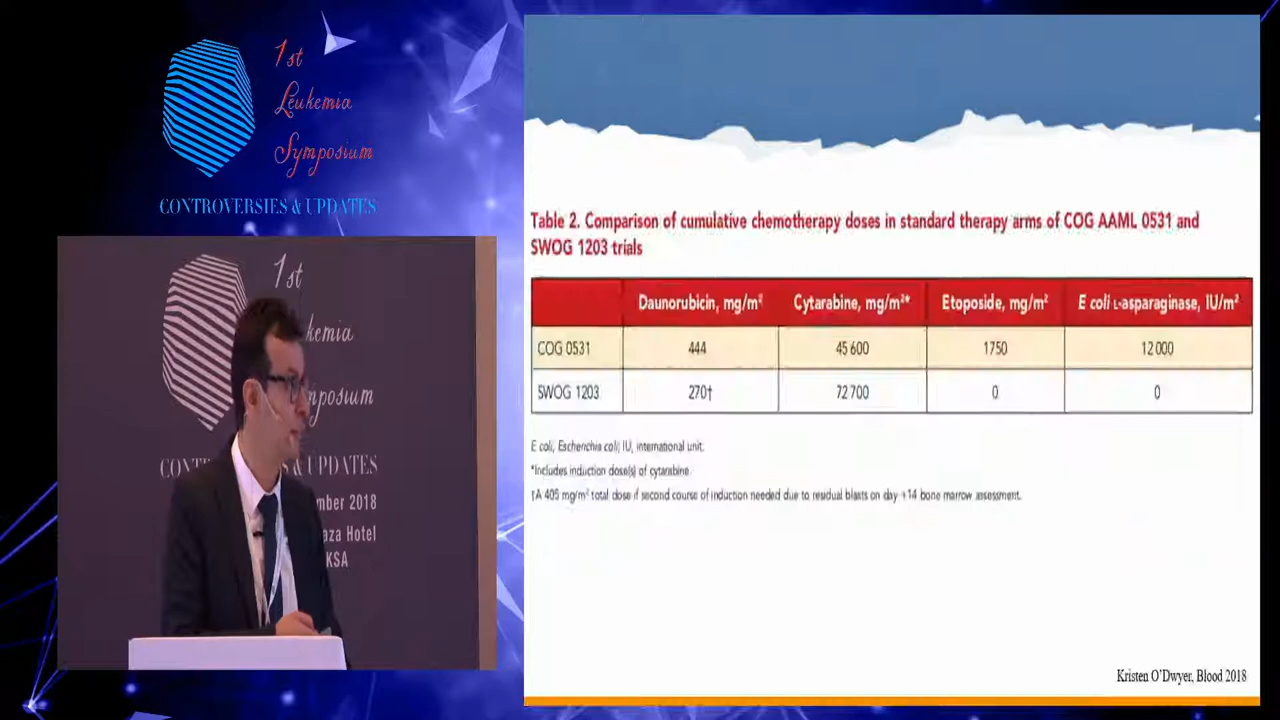 1st
Leukemia
Symposium
CONTROVERSIES & UPDATES
1st
kemia
mposium
CONT S & UPDATES
mber 2018
aza Hotel
KSA
Table 2. Comparison of cumulative chemotherapy doses in standard therapy arms of COG AAML 0531 and
SWOG 1203 trials
Daunorubicin, mg/m² Cytarabine, mg/m²* Etoposide, mg/m² E coli L-asparaginase, IU/m²
COG 0531 444 45 600 1750 12 000
SWOG 1203 270† 72 700 0 0
E coli, Escherichia coli; IU, international unit.
*Includes induction dose(s) of cytarabine.
†A 405 mg/m² total dose if second course of induction needed due to residual blasts on day +14 bone marrow assessment.
Kristen O'Dwyer, Blood 2018